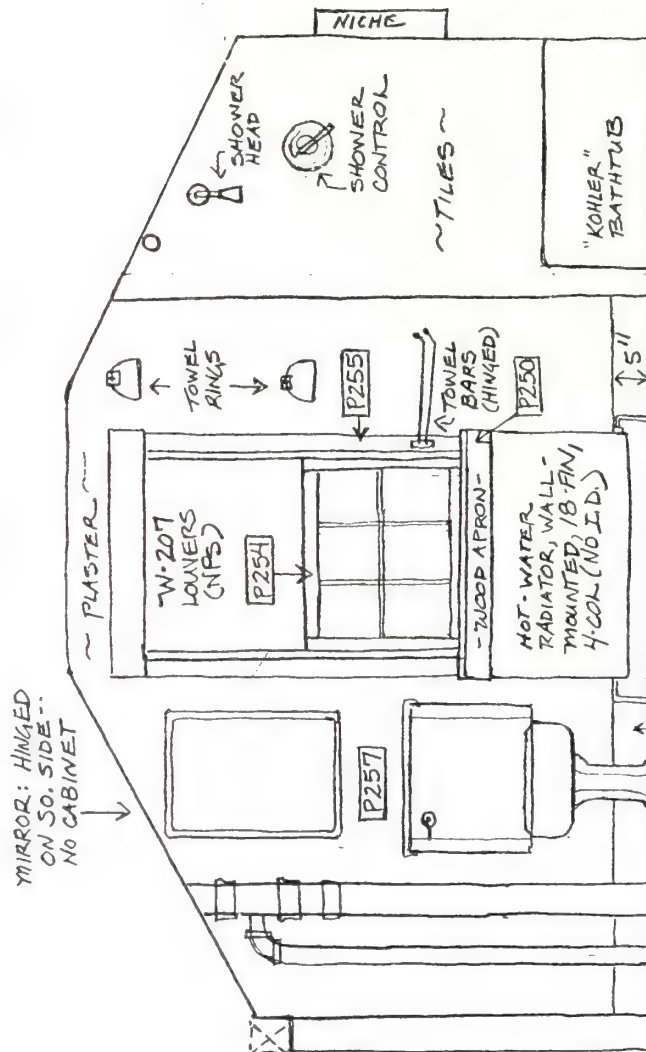 MIRROR: HINGED
ON SO. SIDE--
NO CABINET
~ PLASTER ~
W-207
LOUVERS
(NPS)
P254
P257
TOWEL
RINGS
P255
TOWEL
BARS
(HINGED)
P250
-WOOD APRON-
HOT-WATER
RADIATOR, WALL-
MOUNTED, 18-FIN,
4-COL (NO I.D.)
5"
SHOWER
HEAD
SHOWER
CONTROL
~TILES~
NICHE
"KOHLER"
BATHTUB